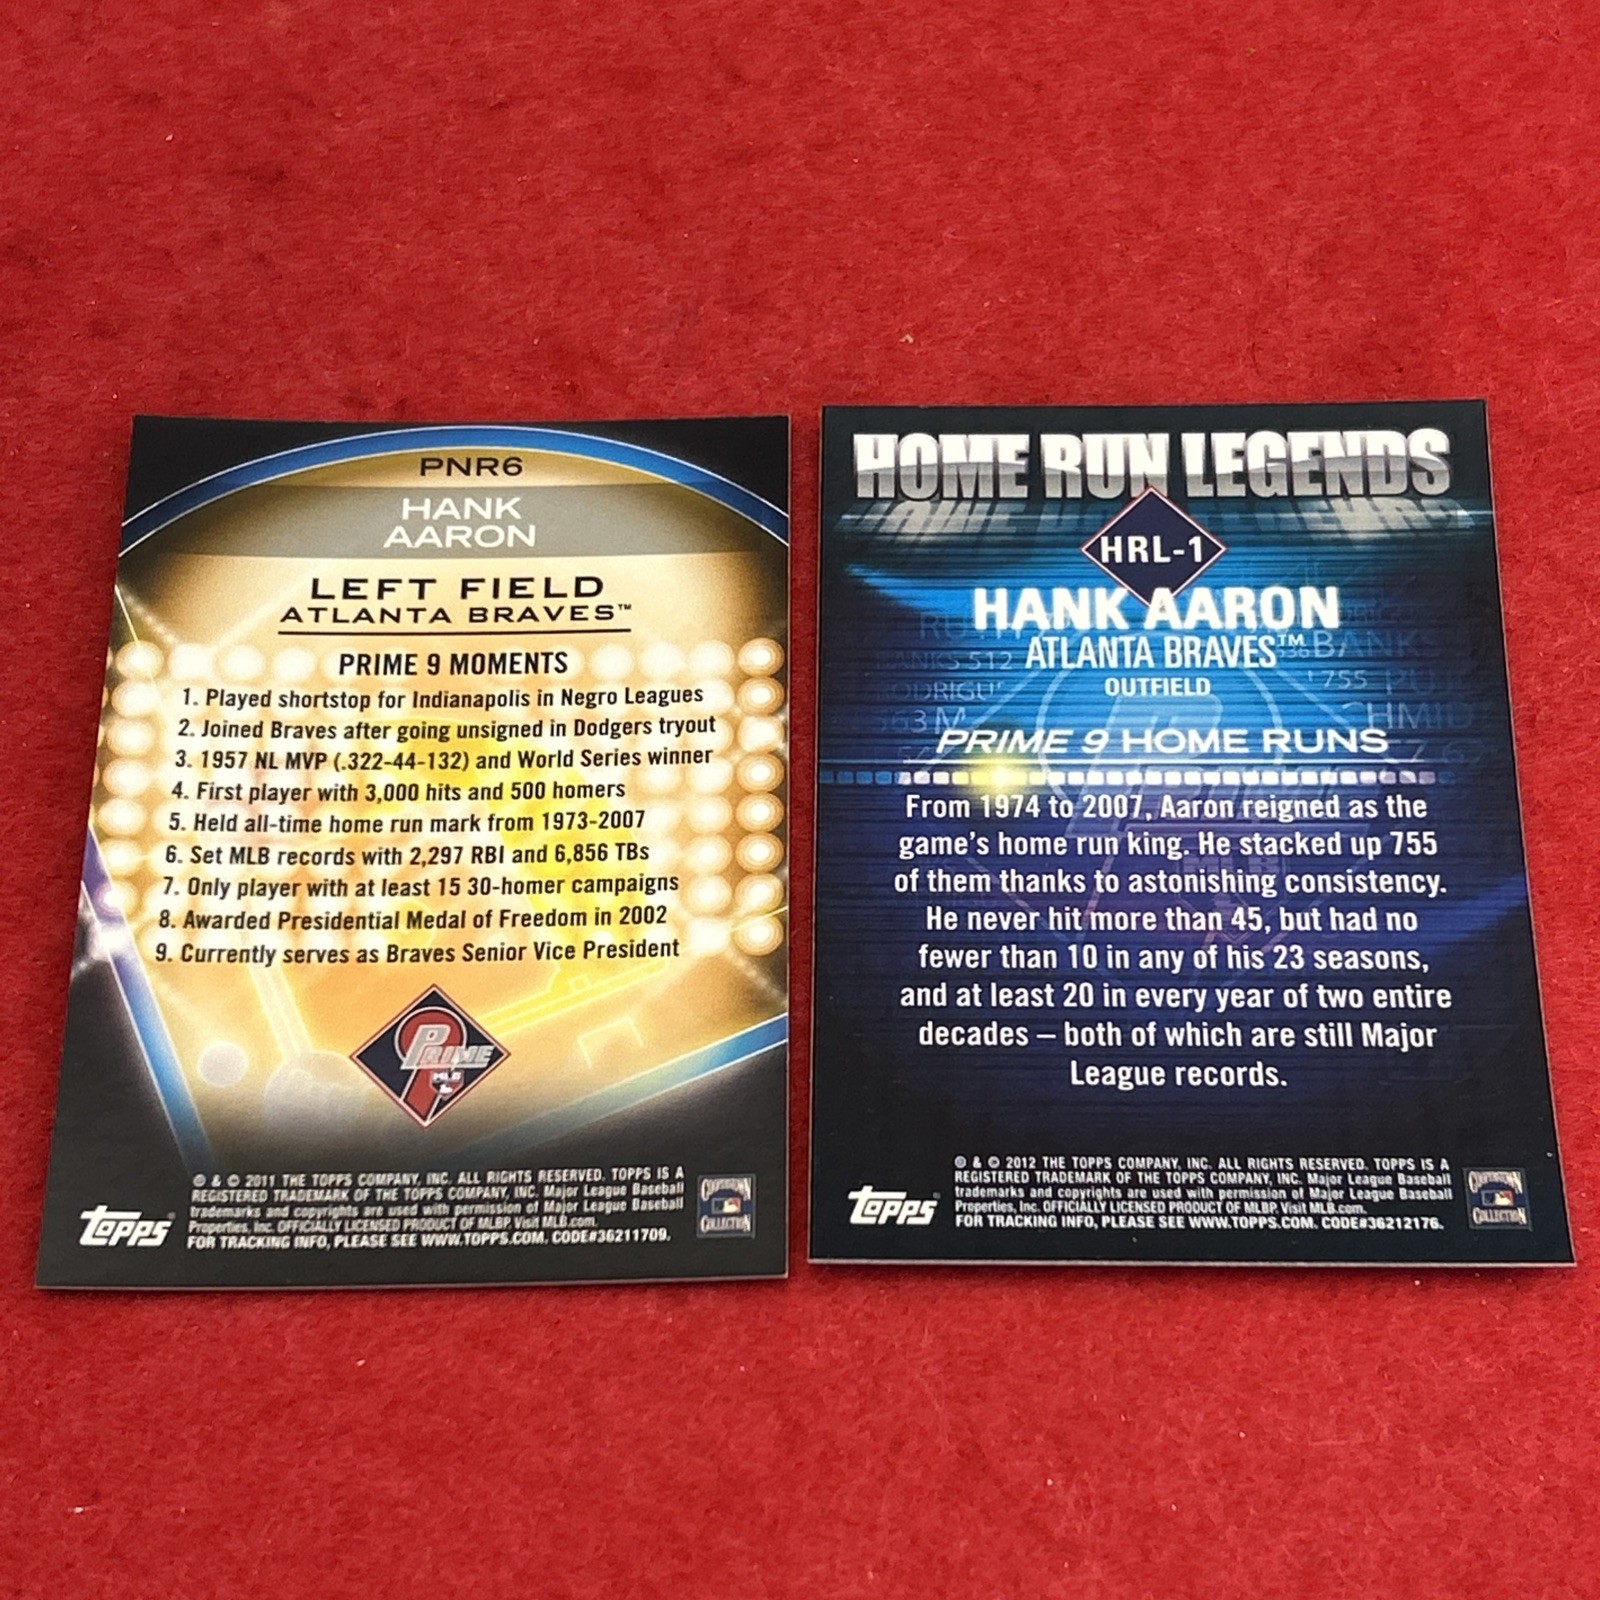 PNR6
HANK
AARON
LEFT FIELD
ATLANTA BRAVES™
PRIME 9 MOMENTS
1. Played shortstop for Indianapolis in Negro Leagues
2. Joined Braves after going unsigned in Dodgers tryout
3. 1957 NL MVP (.322-44-132) and World Series winner
4. First player with 3,000 hits and 500 homers
5. Held all-time home run mark from 1973-2007
6. Set MLB records with 2,297 RBI and 6,856 TBs
7. Only player with at least 15 30-homer campaigns
8. Awarded Presidential Medal of Freedom in 2002
9. Currently serves as Braves Senior Vice President
PRIME
9
MLB
® & © 2011 THE TOPPS COMPANY, INC. ALL RIGHTS RESERVED. TOPPS IS A
REGISTERED TRADEMARK OF THE TOPPS COMPANY, INC. Major League Baseball
trademarks and copyrights are used with permission of Major League Baseball
Properties, Inc. OFFICIALLY LICENSED PRODUCT OF MLBP. Visit MLB.com.
FOR TRACKING INFO, PLEASE SEE WWW.TOPPS.COM. CODE#36211709.
Topps
COOPERSTOWN
COLLECTION
HOME RUN LEGENDS
HRL-1
HANK AARON
ATLANTA BRAVES™
OUTFIELD
PRIME 9 HOME RUNS
From 1974 to 2007, Aaron reigned as the
game's home run king. He stacked up 755
of them thanks to astonishing consistency.
He never hit more than 45, but had no
fewer than 10 in any of his 23 seasons,
and at least 20 in every year of two entire
decades – both of which are still Major
League records.
® & © 2012 THE TOPPS COMPANY, INC. ALL RIGHTS RESERVED. TOPPS IS A
REGISTERED TRADEMARK OF THE TOPPS COMPANY, INC. Major League Baseball
trademarks and copyrights are used with permission of Major League Baseball
Properties, Inc. OFFICIALLY LICENSED PRODUCT OF MLBP. Visit MLB.com.
FOR TRACKING INFO, PLEASE SEE WWW.TOPPS.COM. CODE#36212176.
Topps
COOPERSTOWN
COLLECTION